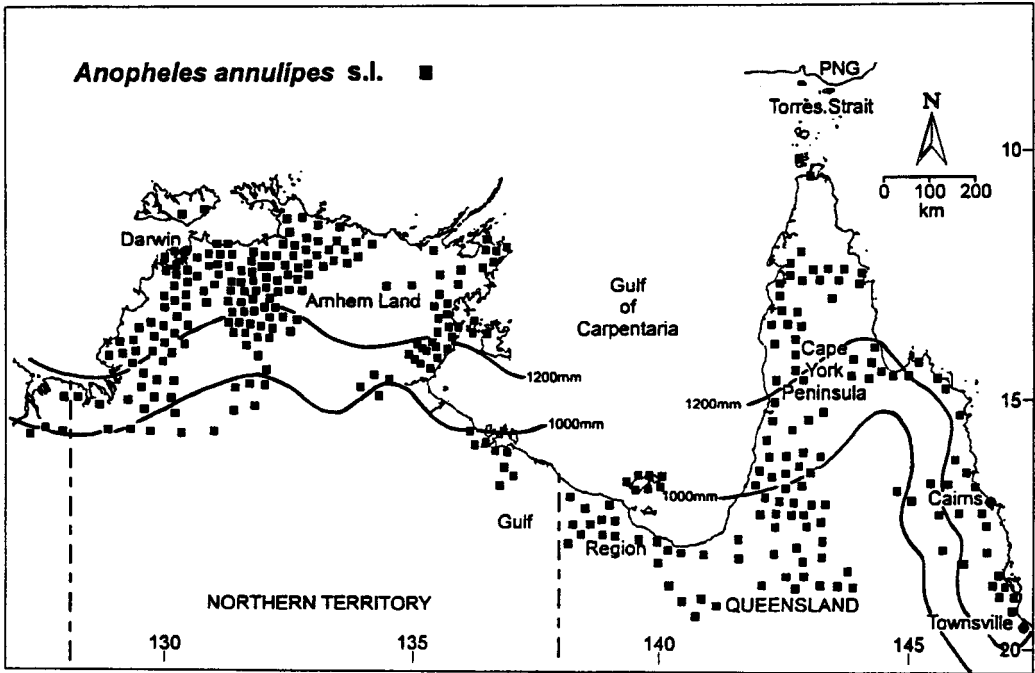 Anopheles annulipes s.l.
PNG
Torres Strait
N
10
0 100 200
km
Darwin
Arnhem Land
Gulf
of
Carpentaria
Cape
York
Peninsula
1200mm
1200mm
15
1000mm
1000mm
Cairns
Gulf
Region
NORTHERN TERRITORY
QUEENSLAND
Townsville
130
135
140
145
20